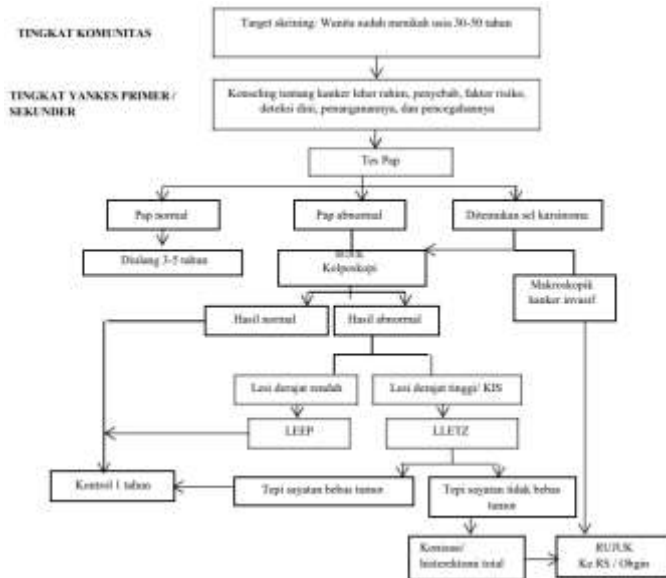 TINGKAT KOMUNITAS
Target skrining: Wanita sudah menikah usia 30-50 tahun
TINGKAT YANKES PRIMER /
SEKUNDER
Konseling tentang kanker leher rahim, penyebab, faktor risiko,
deteksi dini, penanganannya, dan pencegahannya
Tes Pap
Pap normal
Pap abnormal
Ditemukan sel karsinoma
Diulang 3-5 tahun
Kolposkopi
Makroskopik
kanker invasif
Hasil normal
Hasil abnormal
Lesi derajat rendah
Lesi derajat tinggi/ KIS
LEEP
LLETZ
Kontrol 1 tahun
Tepi sayatan bebas tumor
Tepi sayatan tidak bebas
tumor
Konisasi/
histerektomi total
RUJUK
Ke RS / Obgin